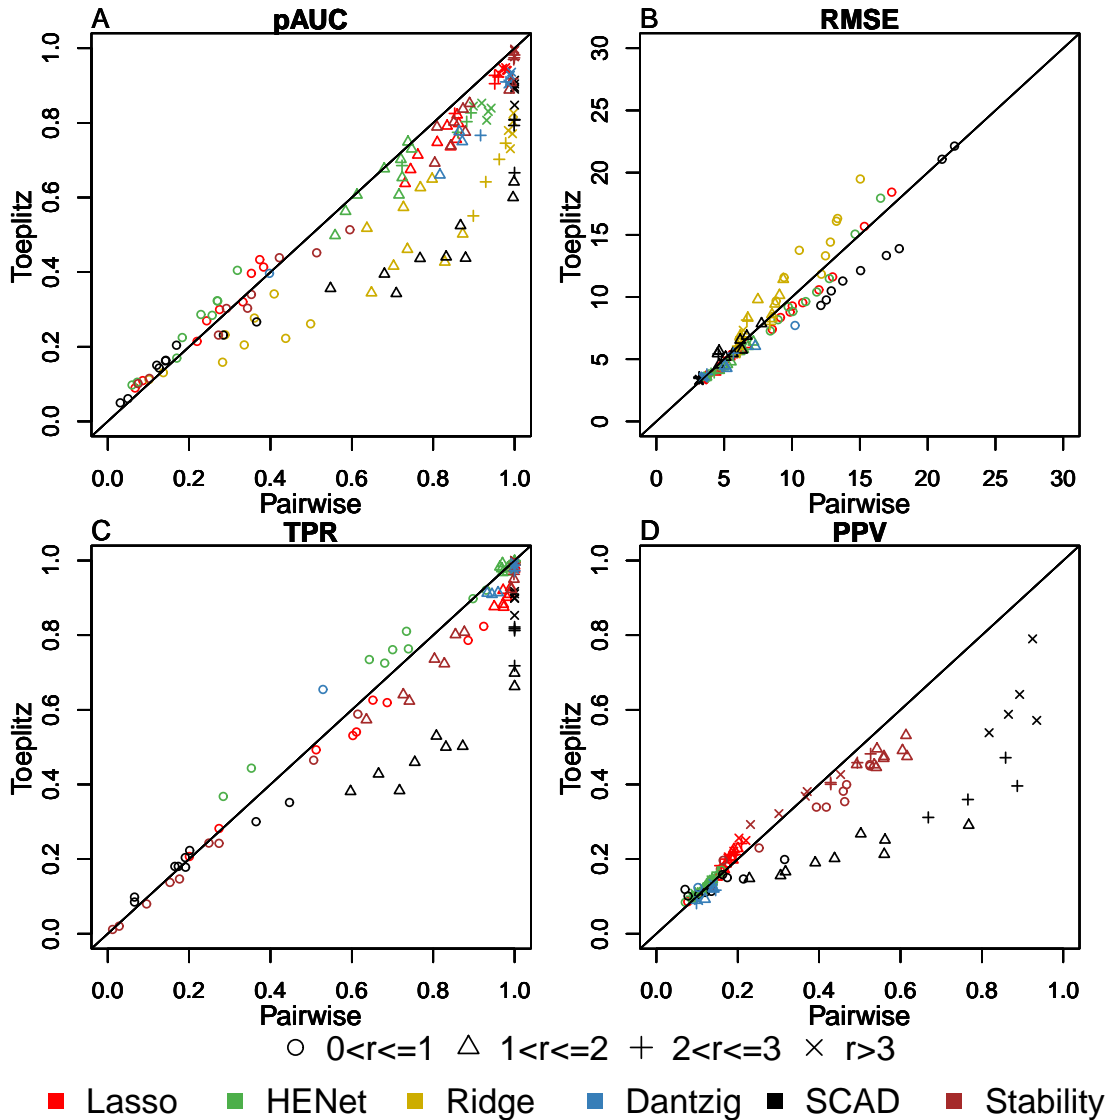 A pAUC
1.0
0.8
0.6
0.4
0.2
0.0
Toeplitz
0.0 0.2 0.4 0.6 0.8 1.0
Pairwise
B RMSE
30
25
20
15
10
5
0
Toeplitz
0 5 10 15 20 25 30
Pairwise
C TPR
1.0
0.8
0.6
0.4
0.2
0.0
Toeplitz
0.0 0.2 0.4 0.6 0.8 1.0
Pairwise
D PPV
1.0
0.8
0.6
0.4
0.2
0.0
Toeplitz
0.0 0.2 0.4 0.6 0.8 1.0
Pairwise
0<r<=1 1<r<=2 2<r<=3 r>3
Lasso HENet Ridge Dantzig SCAD Stability